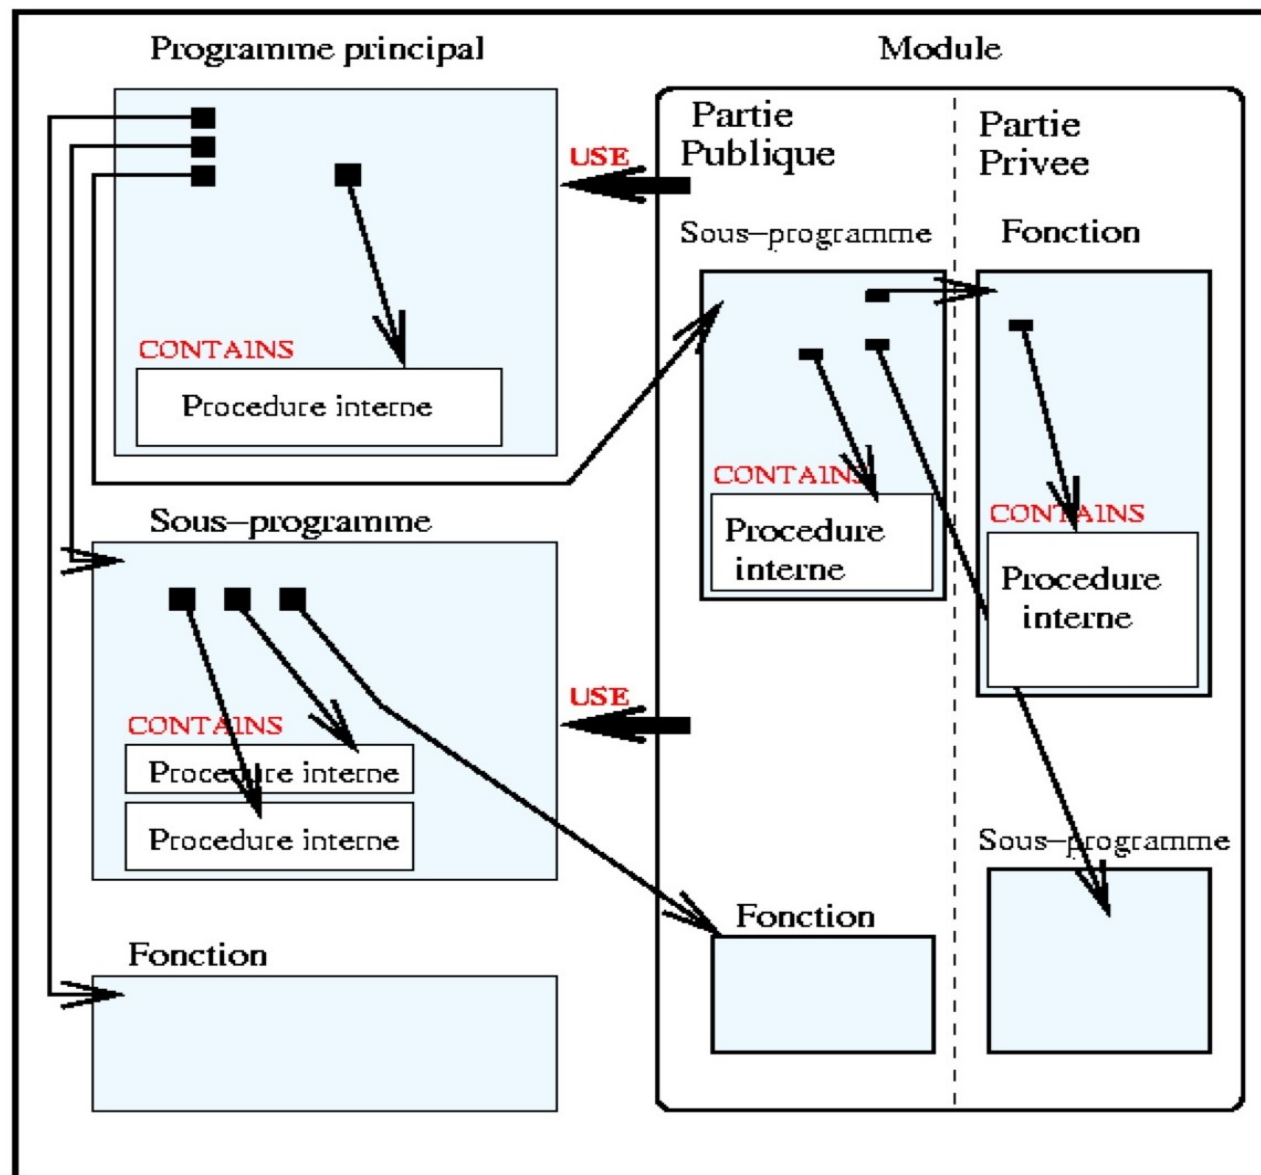 Programme principal
Module
Partie
Publique
Partie
Privee
USE
Sous-programme
Fonction
CONTAINS
Procedure interne
CONTAINS
Procedure
interne
CONTAINS
Procedure
interne
Sous-programme
USE
CONTAINS
Procedure interne
Procedure interne
Sous-programme
Fonction
Fonction